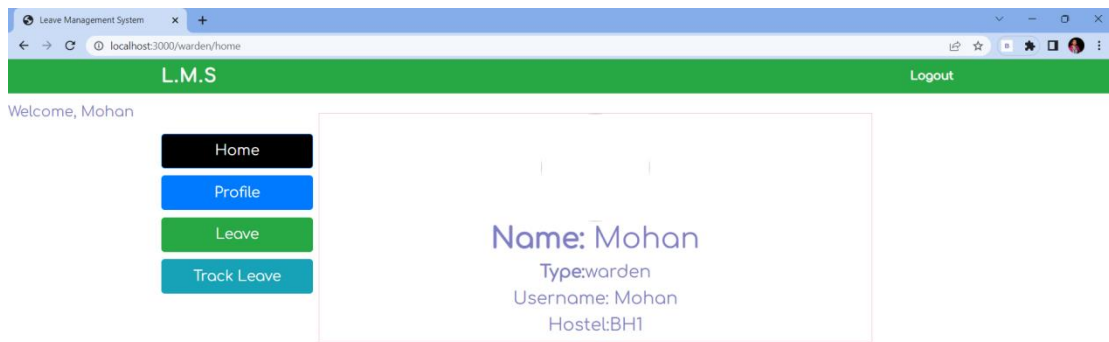 Leave Management System
localhost:3000/warden/home
L.M.S
Logout
Welcome, Mohan
Home
Profile
Leave
Track Leave
Name: Mohan
Type:warden
Username: Mohan
Hostel:BH1